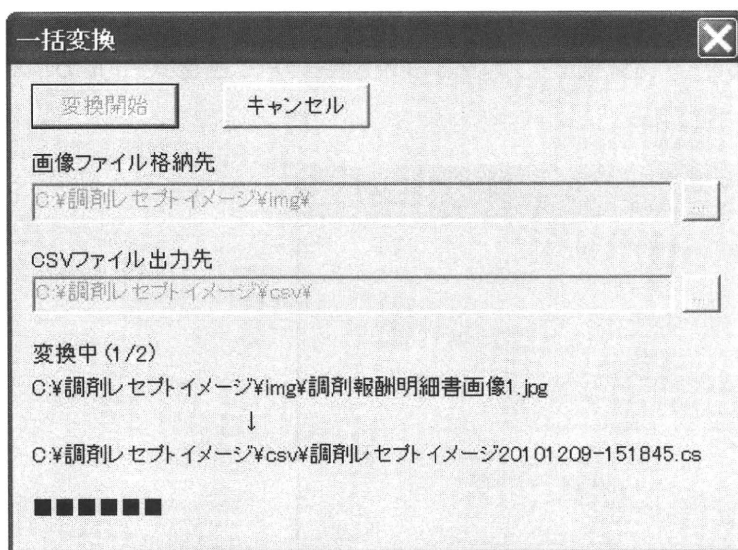 一括変換
変換開始 キャンセル
画像ファイル格納先
C:¥調剤レセプトイメージ¥img¥
...
CSVファイル出力先
C:¥調剤レセプトイメージ¥csv¥
...
変換中(1/2)
C:¥調剤レセプトイメージ¥img¥調剤報酬明細書画像1.jpg
↓
C:¥調剤レセプトイメージ¥csv¥調剤レセプトイメージ20101209-151845.cs